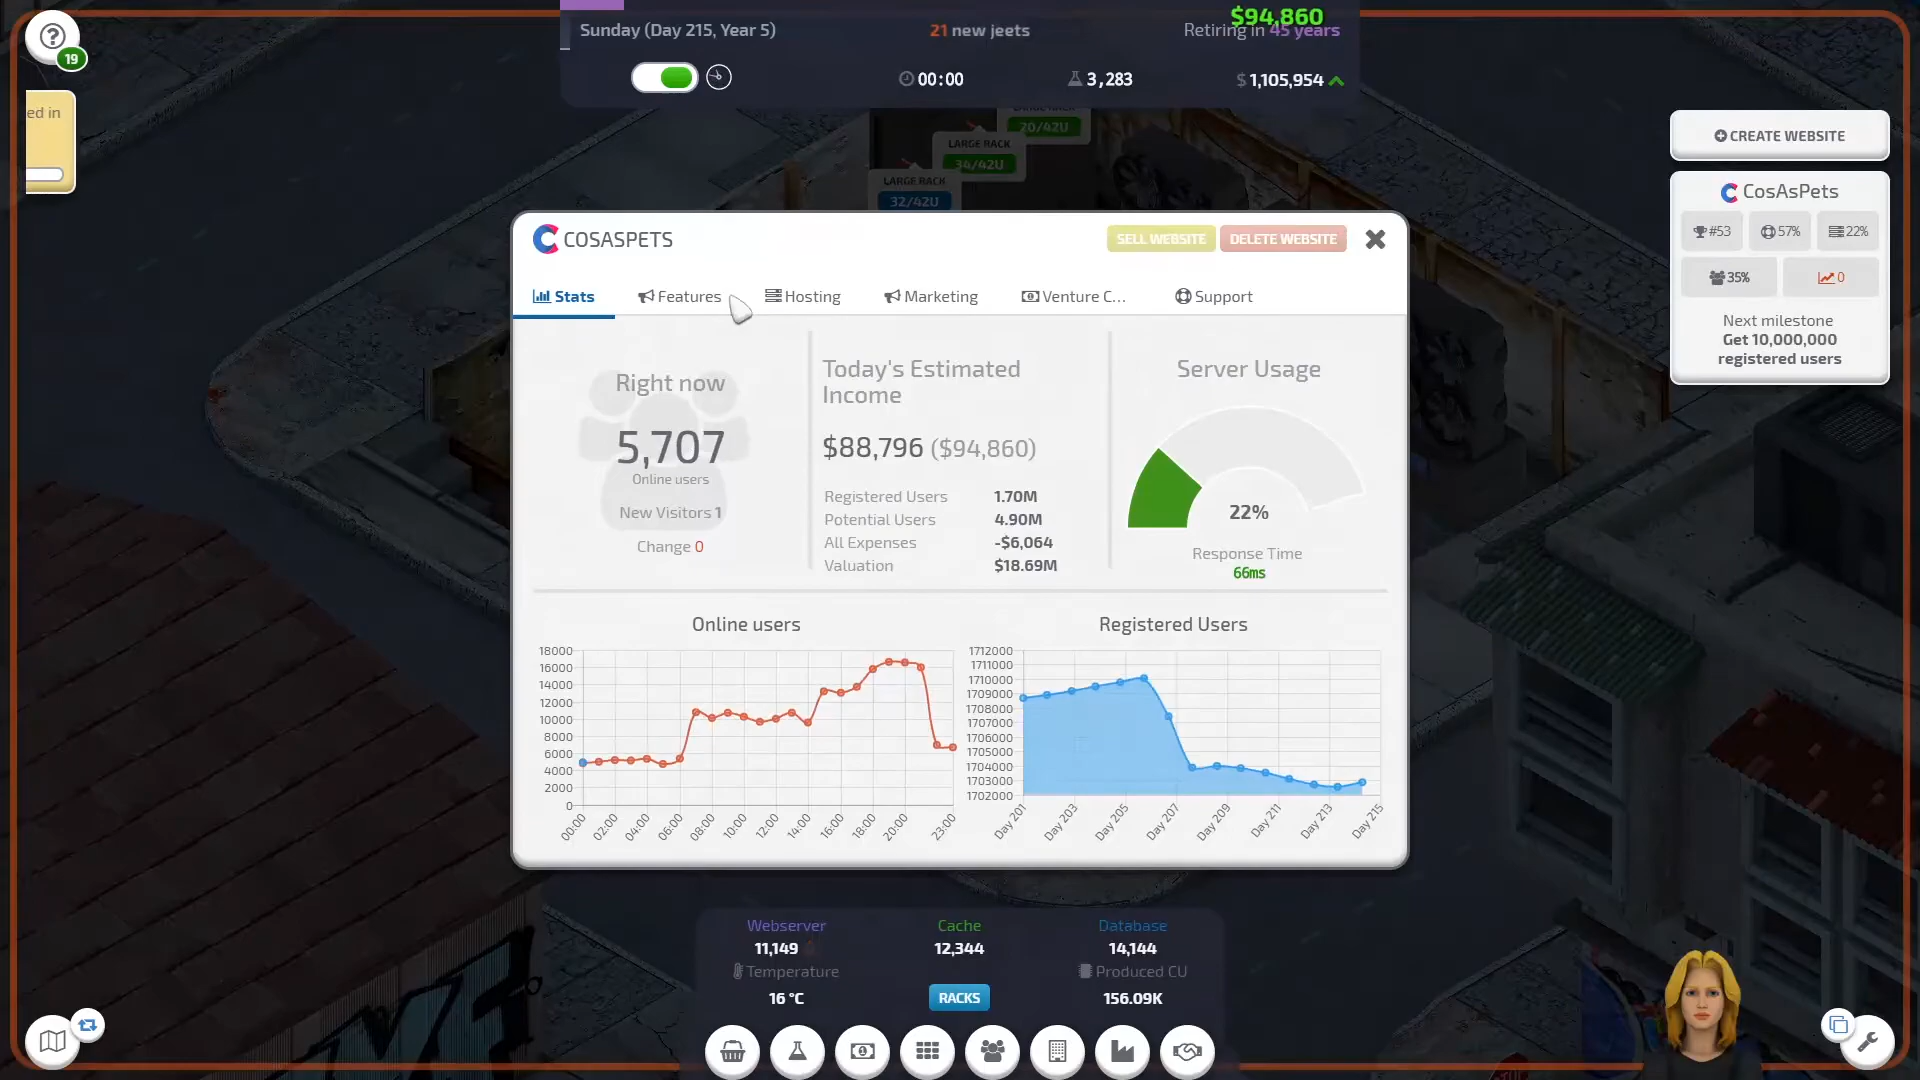 $94,860
Sunday (Day 215, Year 5)
21 new jeets
Retiring in 45 years
19
00:00
3,283
$ 1,105,954
ed in
LARGE RACK
20/42U
LARGE RACK
34/42U
LARGE RACK
32/42U
CREATE WEBSITE
CosAsPets
#53
57%
22%
35%
0
Next milestone
Get 10,000,000
registered users
COSASPETS
SELL WEBSITE
DELETE WEBSITE
Stats
Features
Hosting
Marketing
Venture C...
Support
Right now
5,707
Online users
New Visitors 1
Change 0
Today's Estimated
Income
$88,796 ($94,860)
Registered Users 1.70M
Potential Users 4.90M
All Expenses -$6,064
Valuation $18.69M
Server Usage
22%
Response Time
66ms
Online users
18000
16000
14000
12000
10000
8000
6000
4000
2000
0
00:00
02:00
04:00
06:00
08:00
10:00
12:00
14:00
16:00
18:00
20:00
23:00
Registered Users
1712000
1711000
1710000
1709000
1708000
1707000
1706000
1705000
1704000
1703000
1702000
Day 201
Day 203
Day 205
Day 207
Day 209
Day 211
Day 213
Day 215
Webserver
11,149
Cache
12,344
Database
14,144
Temperature
16 °C
RACKS
Produced CU
156.09K